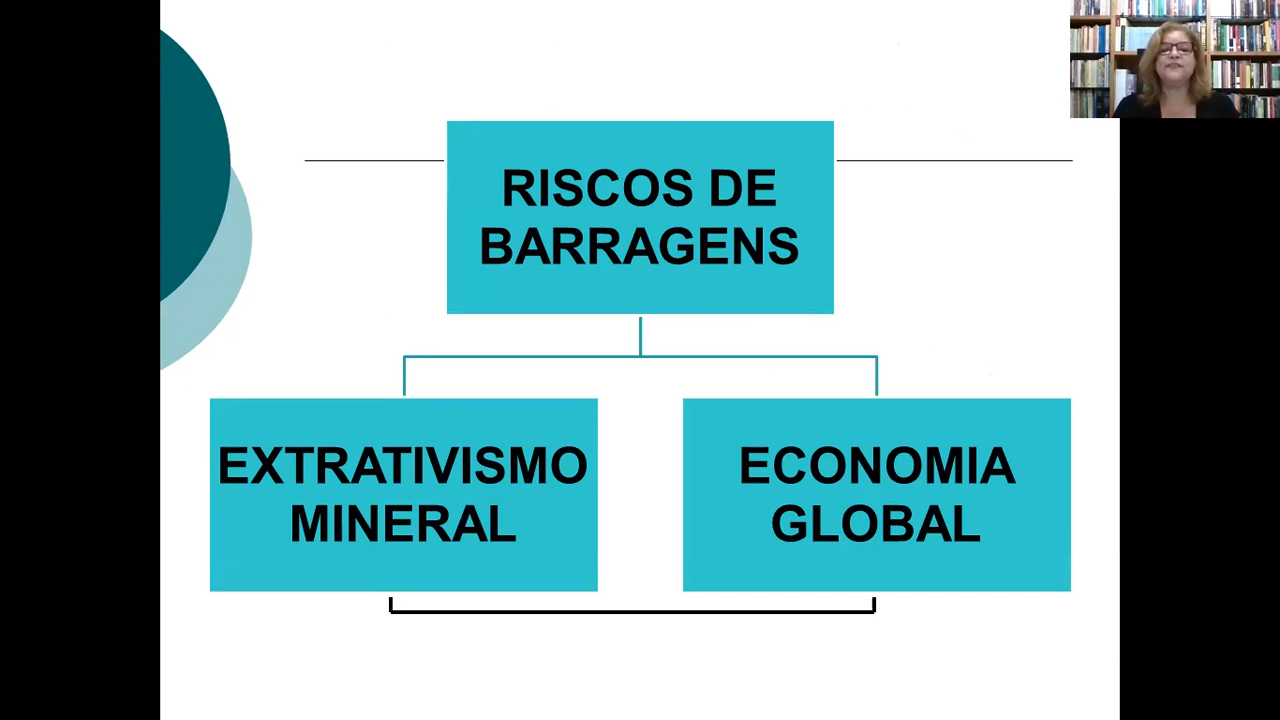 RISCOS DE
BARRAGENS
EXTRATIVISMO
MINERAL
ECONOMIA
GLOBAL